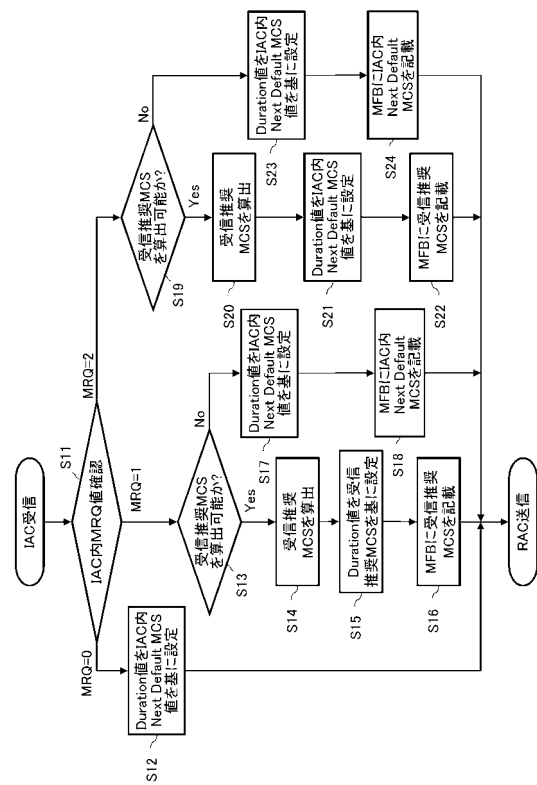 IAC受信
S11
IAC内MRQ値確認
MRQ=0
MRQ=1
MRQ=2
Duration値をIAC内
Next Default MCS
値を基に設定
S12
受信推奨MCS
を算出可能か?
S13
Yes
No
受信推奨
MCSを算出
S14
Duration値を受信
推奨MCSを基に設定
S15
MFBに受信推奨
MCSを記載
S16
Duration値をIAC内
Next Default MCS
値を基に設定
S17
MFBにIAC内
Next Default
MCSを記載
S18
受信推奨MCS
を算出可能か?
S19
Yes
No
受信推奨
MCSを算出
S20
Duration値をIAC内
Next Default MCS
値を基に設定
S21
MFBに受信推奨
MCSを記載
S22
Duration値をIAC内
Next Default MCS
値を基に設定
S23
MFBにIAC内
Next Default
MCSを記載
S24
RAC送信